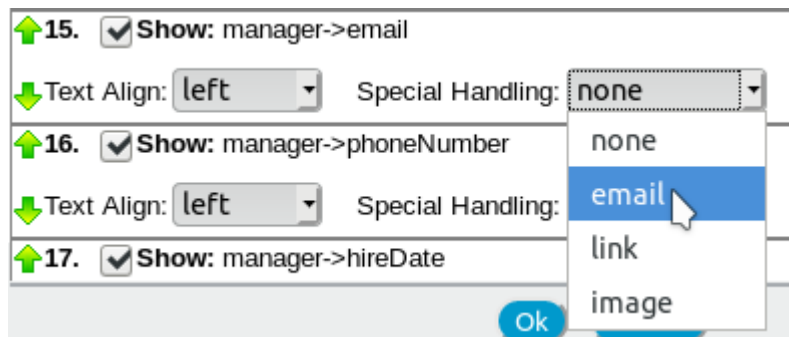 15. Show: manager->email
Text Align: left Special Handling: none
16. Show: manager->phoneNumber
none
Text Align: left Special Handling:
email
17. Show: manager->hireDate
link
image
Ok